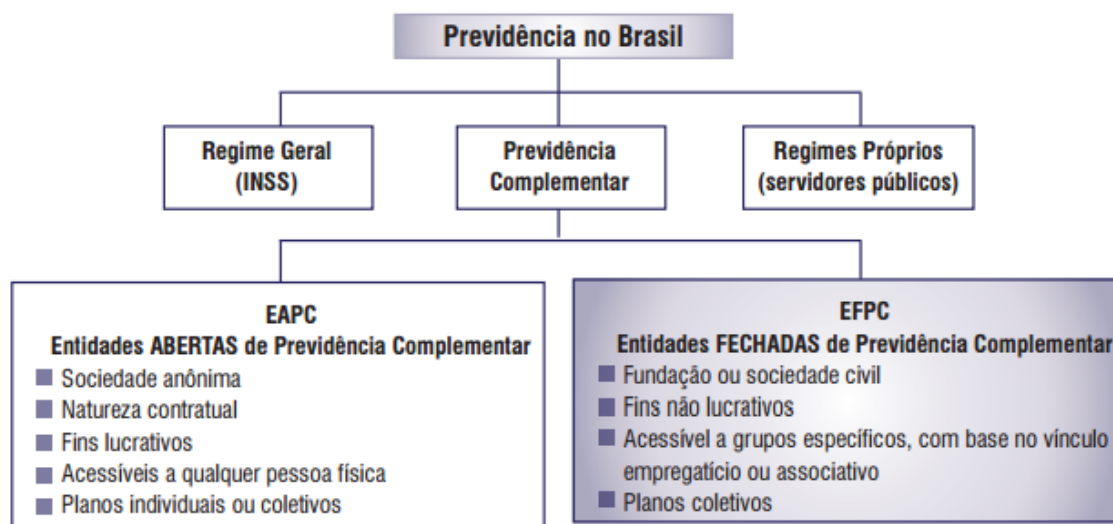 Previdência no Brasil
Regime Geral
(INSS)
Previdência
Complementar
Regimes Próprios
(servidores públicos)
EAPC
Entidades ABERTAS de Previdência Complementar
Sociedade anônima
Natureza contratual
Fins lucrativos
Acessíveis a qualquer pessoa física
Planos individuais ou coletivos
EFPC
Entidades FECHADAS de Previdência Complementar
Fundação ou sociedade civil
Fins não lucrativos
Acessível a grupos específicos, com base no vínculo
empregatício ou associativo
Planos coletivos